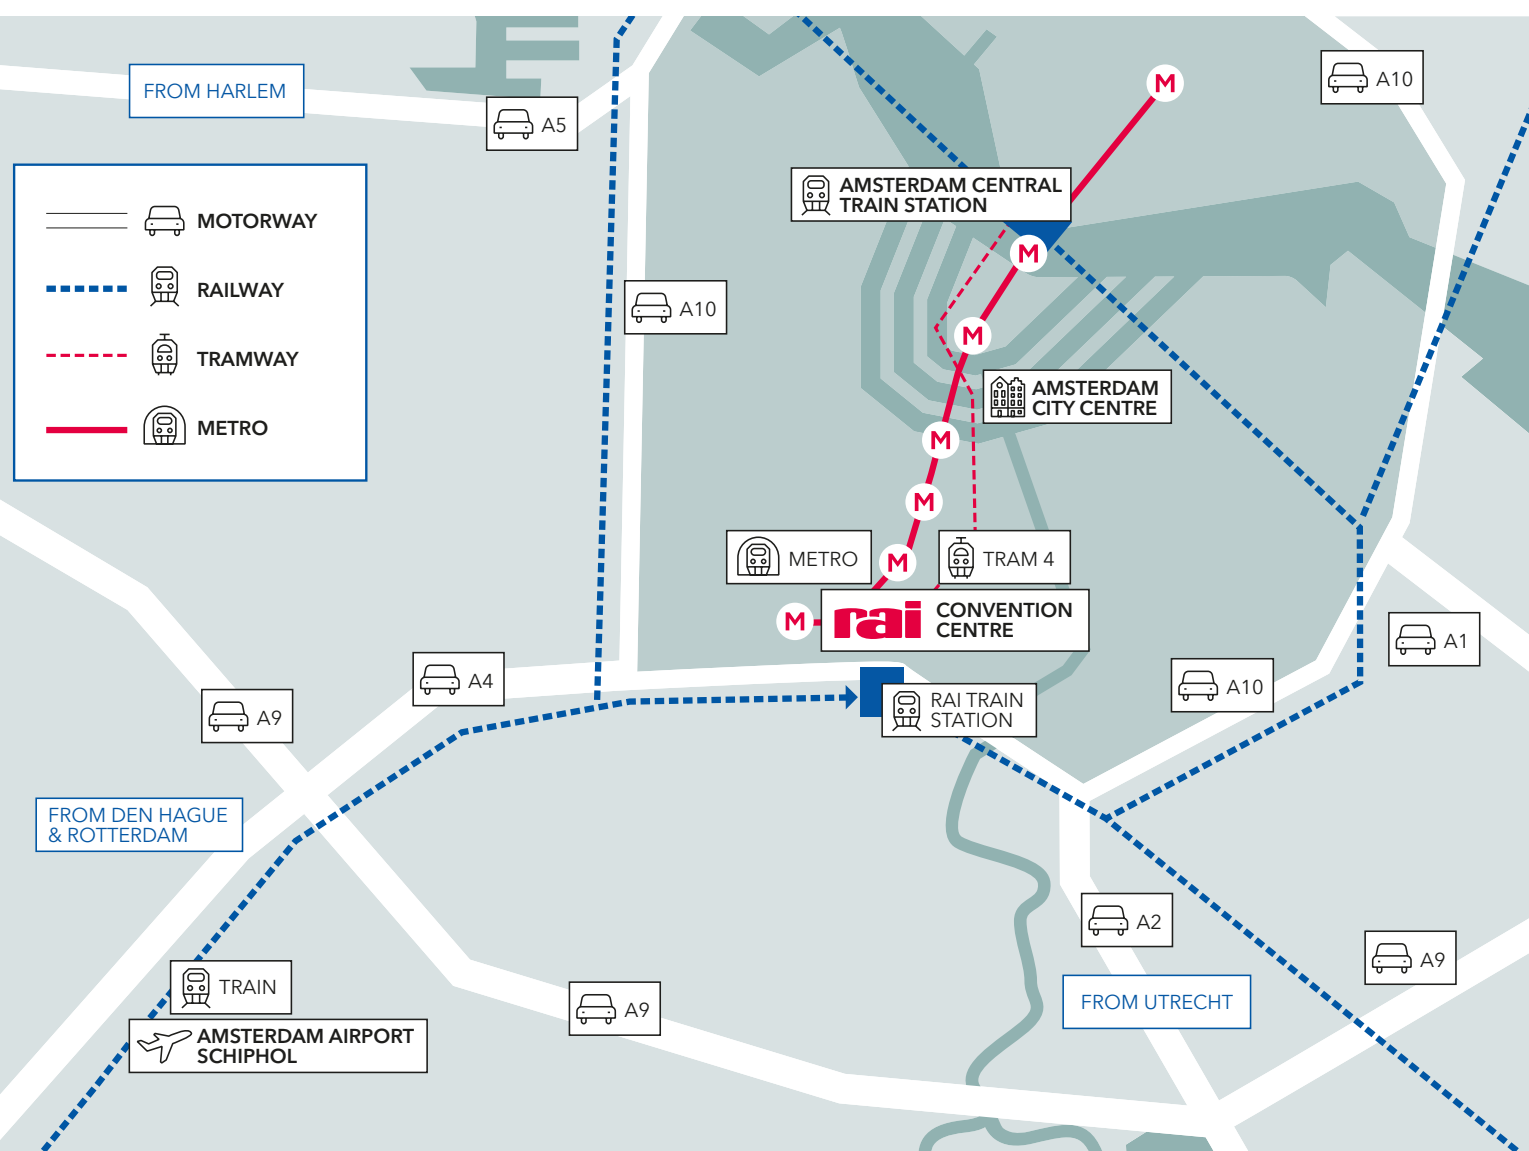 FROM HARLEM
A5
A10
MOTORWAY
RAILWAY
TRAMWAY
METRO
M
AMSTERDAM CENTRAL
TRAIN STATION
M
A10
M
AMSTERDAM
CITY CENTRE
M
M
METRO
M
TRAM 4
M
rai
CONVENTION
CENTRE
A1
A4
A9
A10
RAI TRAIN
STATION
FROM DEN HAGUE
& ROTTERDAM
A2
A9
TRAIN
A9
FROM UTRECHT
AMSTERDAM AIRPORT
SCHIPHOL